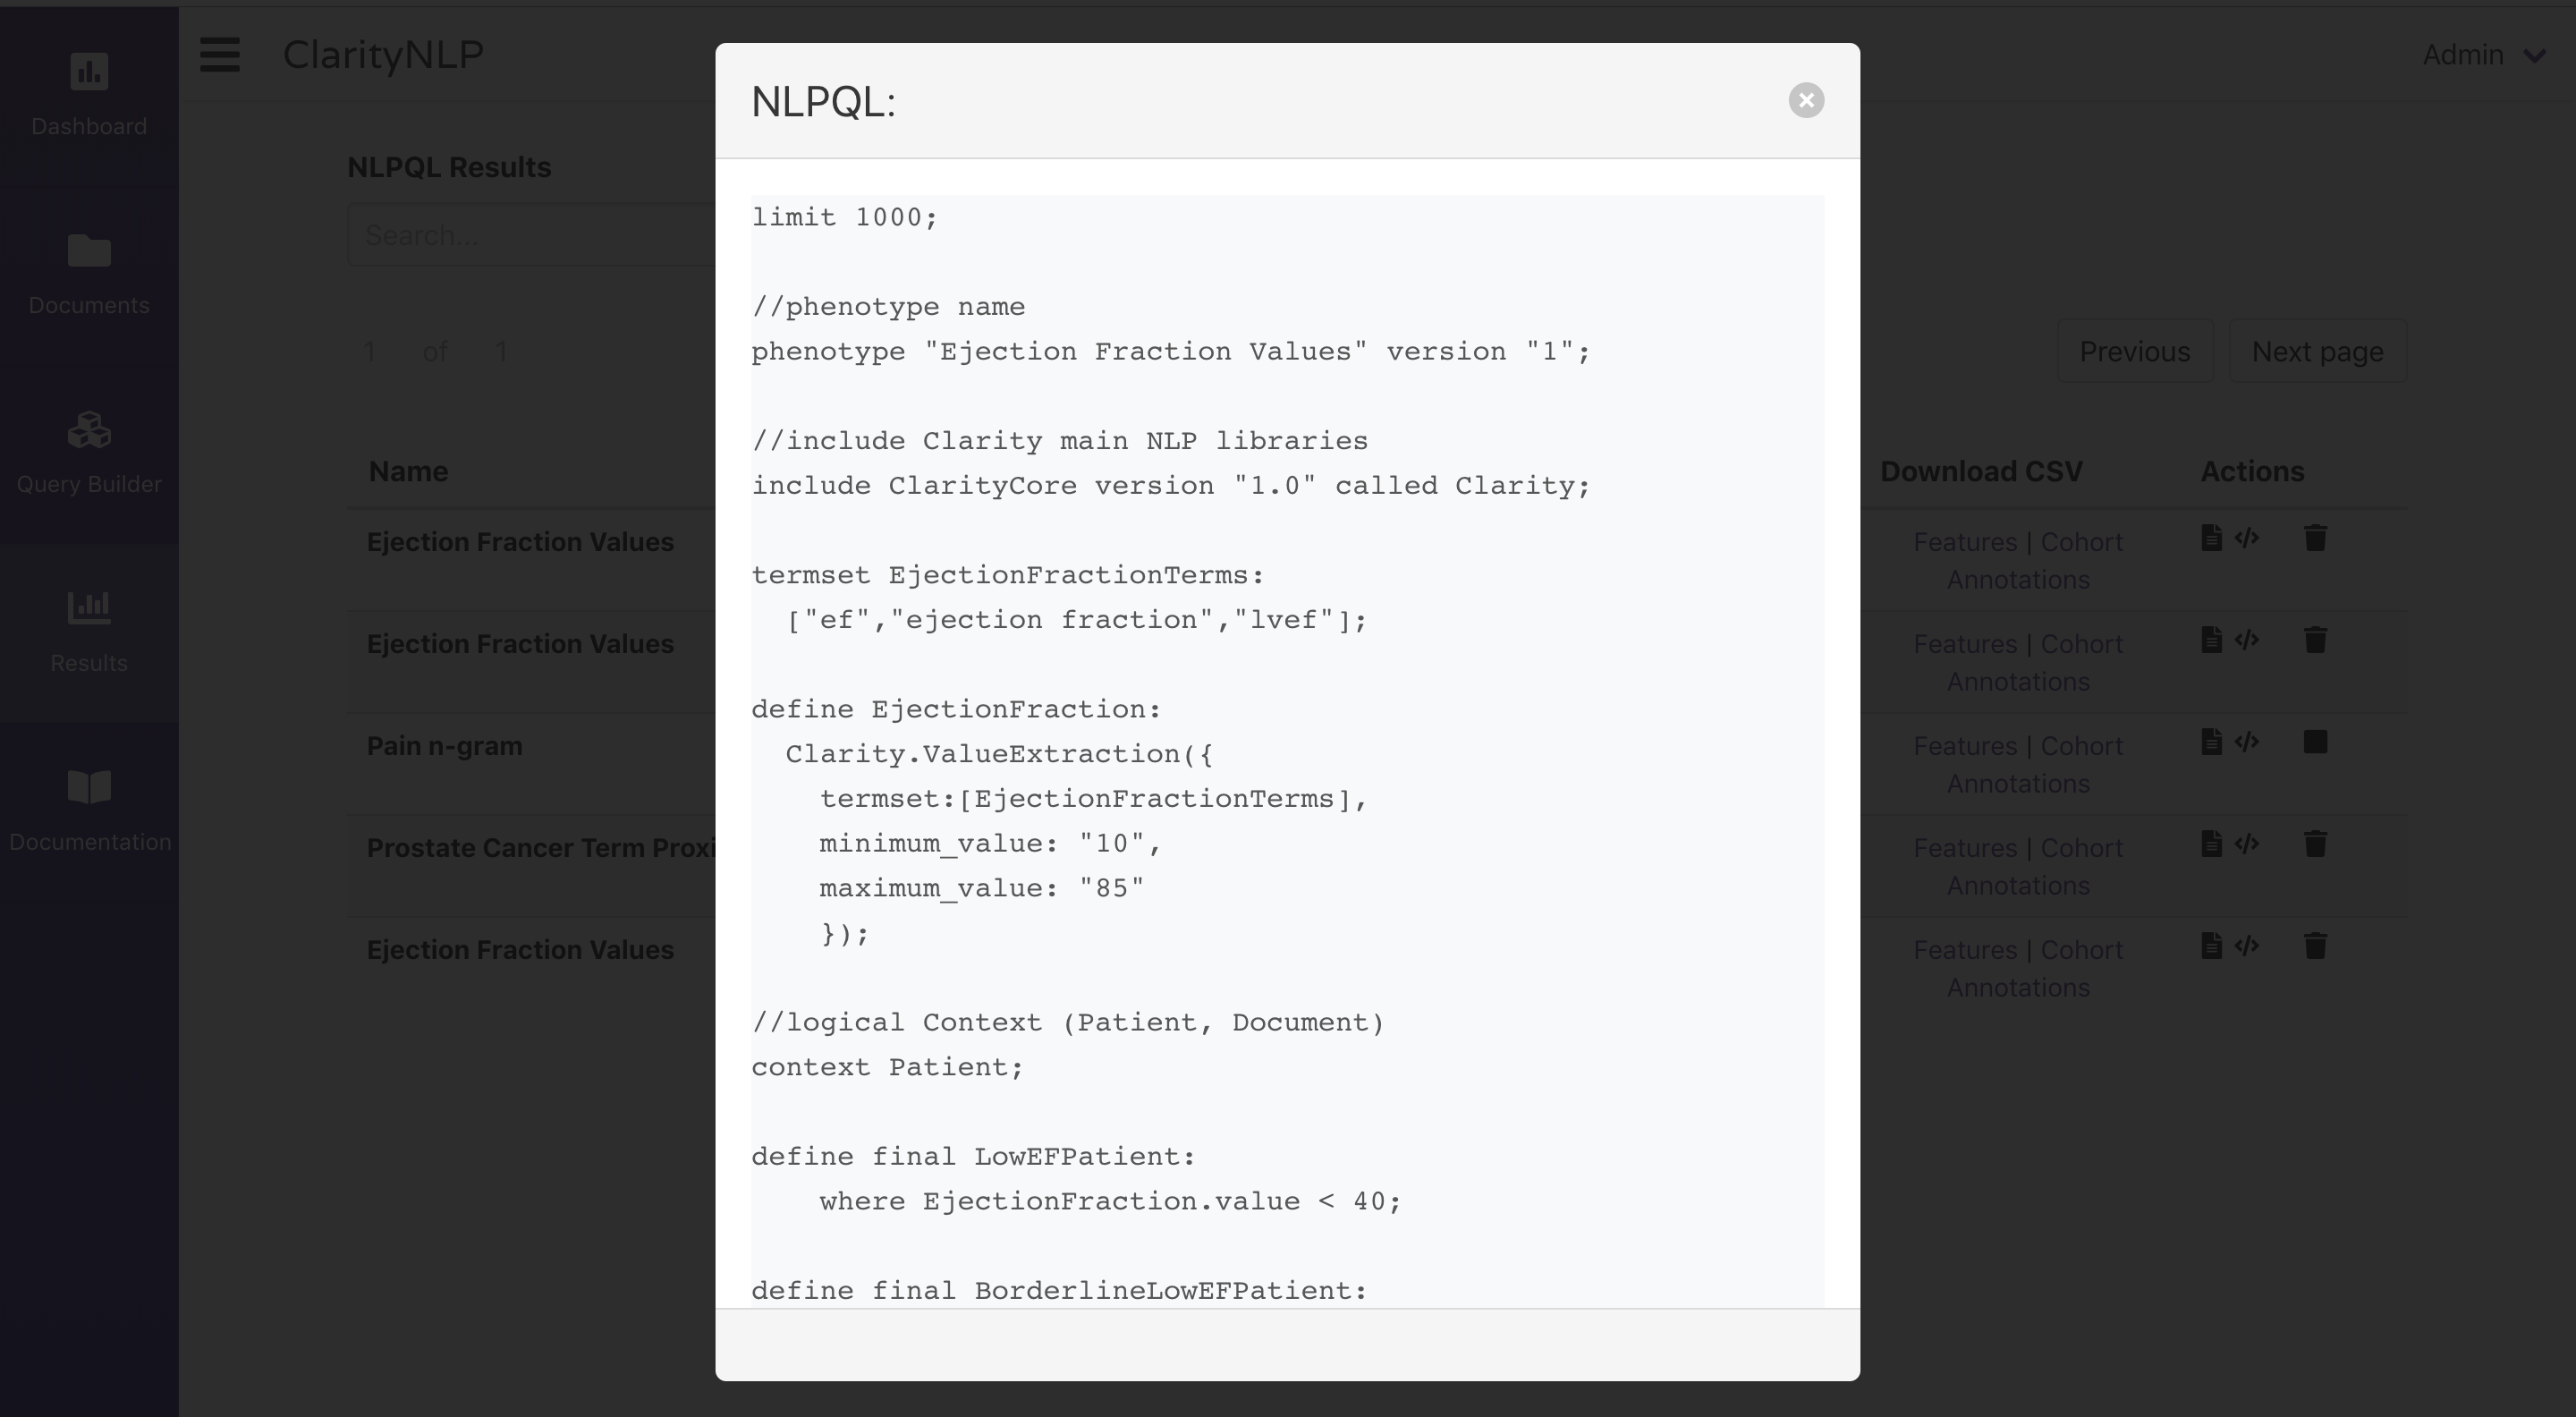 ClarityNLP
Admin
Dashboard
Documents
Query Builder
Results
Documentation
NLPQL Results
Search...
1 of 1
Previous
Next page
Name
Download CSV
Actions
Ejection Fraction Values
Features | Cohort
Annotations
Ejection Fraction Values
Features | Cohort
Annotations
Pain n-gram
Features | Cohort
Annotations
Prostate Cancer Term Proxi
Features | Cohort
Annotations
Ejection Fraction Values
Features | Cohort
Annotations
NLPQL:
limit 1000;
//phenotype name
phenotype "Ejection Fraction Values" version "1";
//include Clarity main NLP libraries
include ClarityCore version "1.0" called Clarity;
termset EjectionFractionTerms:
["ef","ejection fraction","lvef"];
define EjectionFraction:
Clarity.ValueExtraction({
termset:[EjectionFractionTerms],
minimum_value: "10",
maximum_value: "85"
});
//logical Context (Patient, Document)
context Patient;
define final LowEFPatient:
where EjectionFraction.value < 40;
define final BorderlineLowEFPatient: